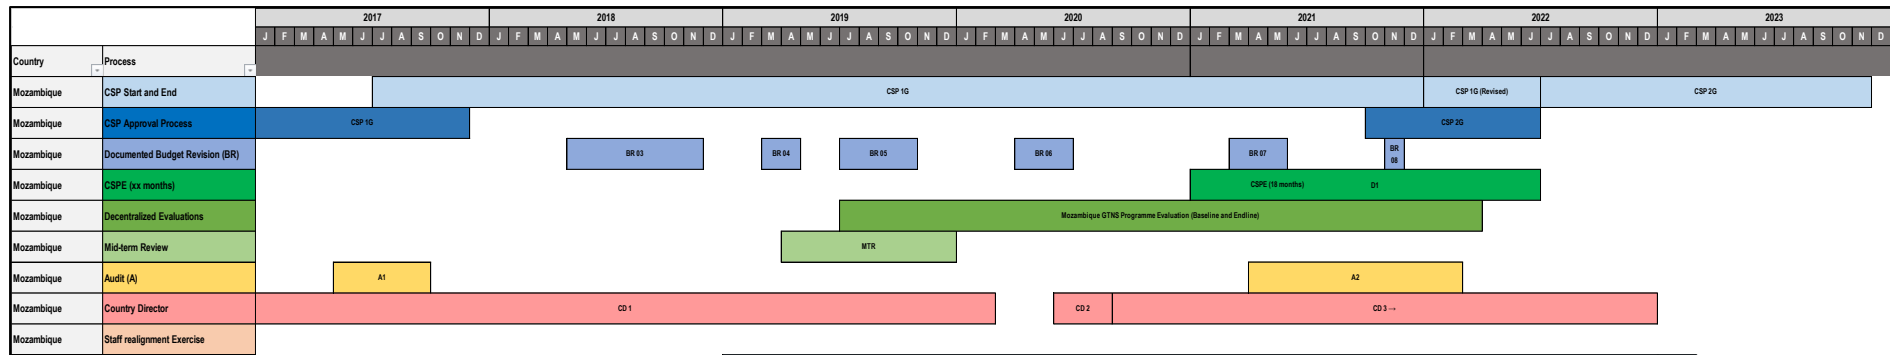 2017 2018 2019 2020 2021 2022 2023
J F M A M J J A S O N D J F M A M J J A S O N D J F M A M J J A S O N D J F M A M J J A S O N D J F M A M J J A S O N D J F M A M J J A S O N D J F M A M J J A S O N D
Country Process
Mozambique CSP Start and End CSP 1G CSP 1G (Revised) CSP 2G
Mozambique CSP Approval Process CSP 1G CSP 2G
Mozambique Documented Budget Revision (BR) BR 03 BR 04 BR 05 BR 06 BR 07 BR 08
Mozambique CSPE (xx months) CSPE (18 months) D1
Mozambique Decentralized Evaluations Mozambique GTNS Programme Evaluation (Baseline and Endline)
Mozambique Mid-term Review MTR
Mozambique Audit (A) A1 A2
Mozambique Country Director CD 1 CD 2 CD 3 →
Mozambique Staff realignment Exercise